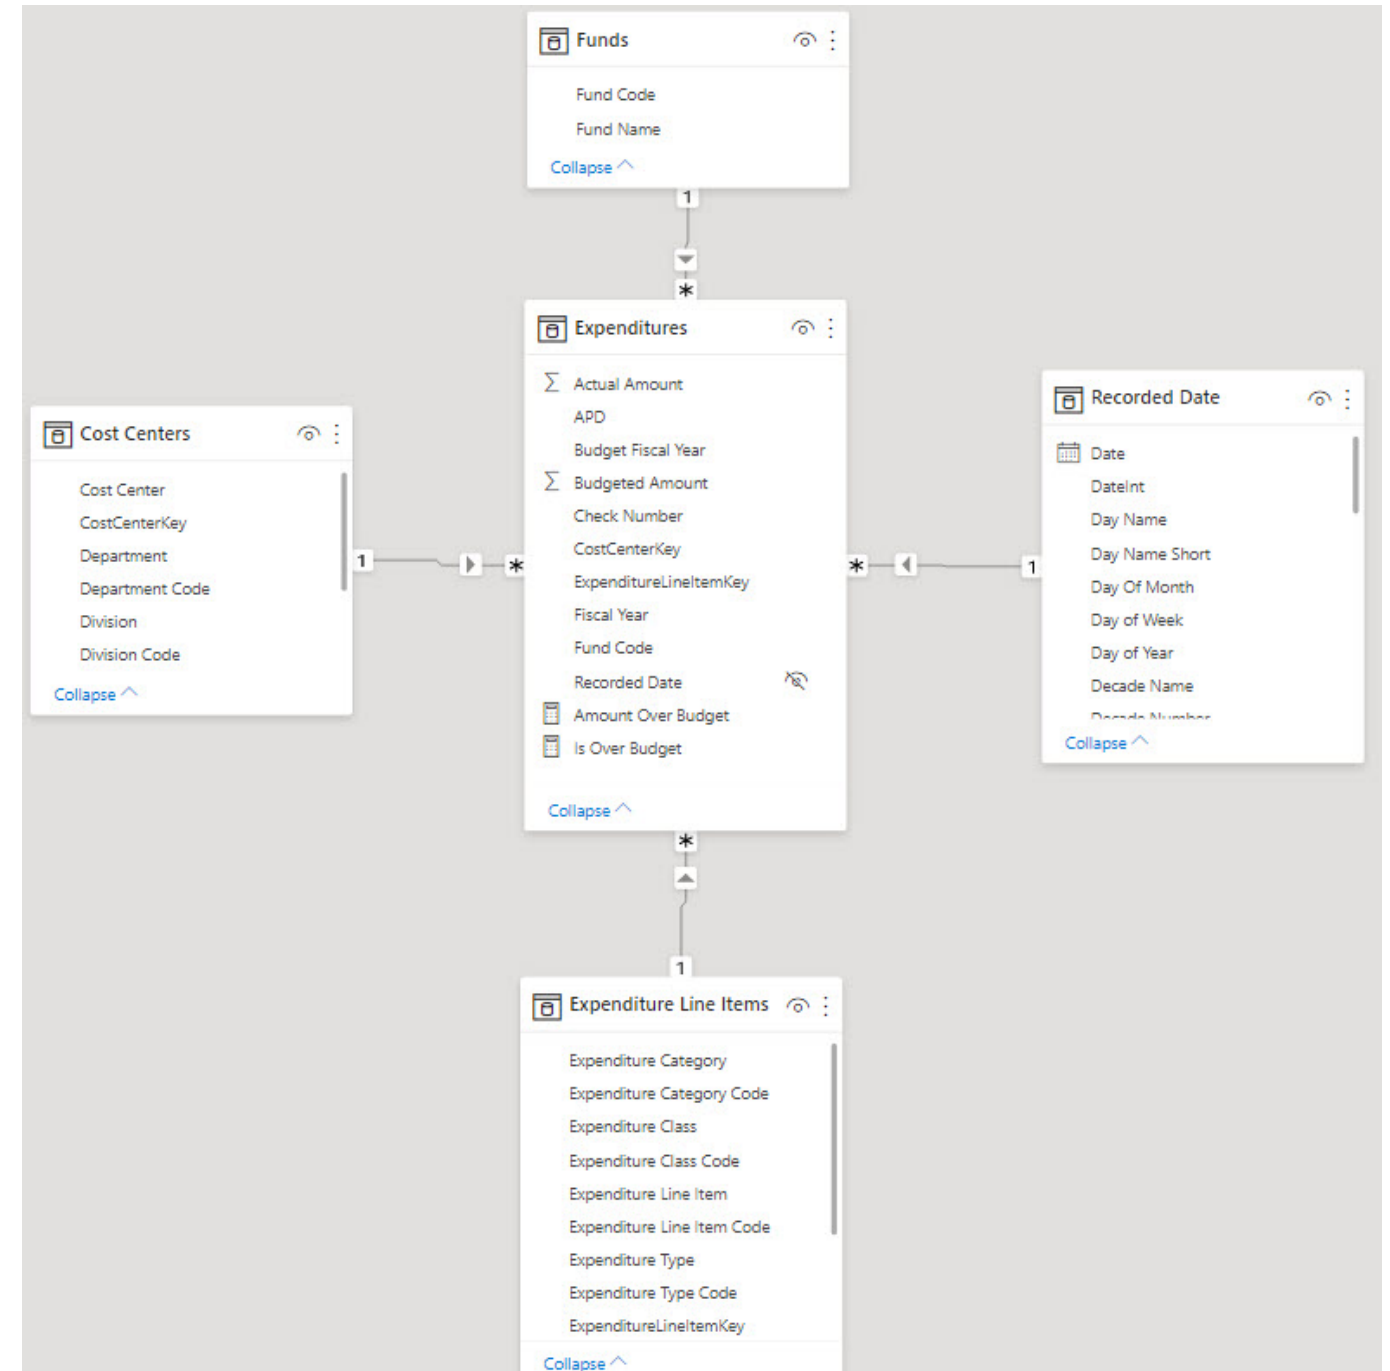 Funds
Fund Code
Fund Name
Collapse
1
*
Expenditures
Actual Amount
APD
Budget Fiscal Year
Budgeted Amount
Check Number
CostCenterKey
ExpenditureLineItemKey
Fiscal Year
Fund Code
Recorded Date
Amount Over Budget
Is Over Budget
Collapse
Cost Centers
Cost Center
CostCenterKey
Department
Department Code
Division
Division Code
Collapse
1
*
Recorded Date
Date
DateInt
Day Name
Day Name Short
Day Of Month
Day of Week
Day of Year
Decade Name
Decade Number
Collapse
*
1
*
1
Expenditure Line Items
Expenditure Category
Expenditure Category Code
Expenditure Class
Expenditure Class Code
Expenditure Line Item
Expenditure Line Item Code
Expenditure Type
Expenditure Type Code
ExpenditureLineItemKey
Collapse